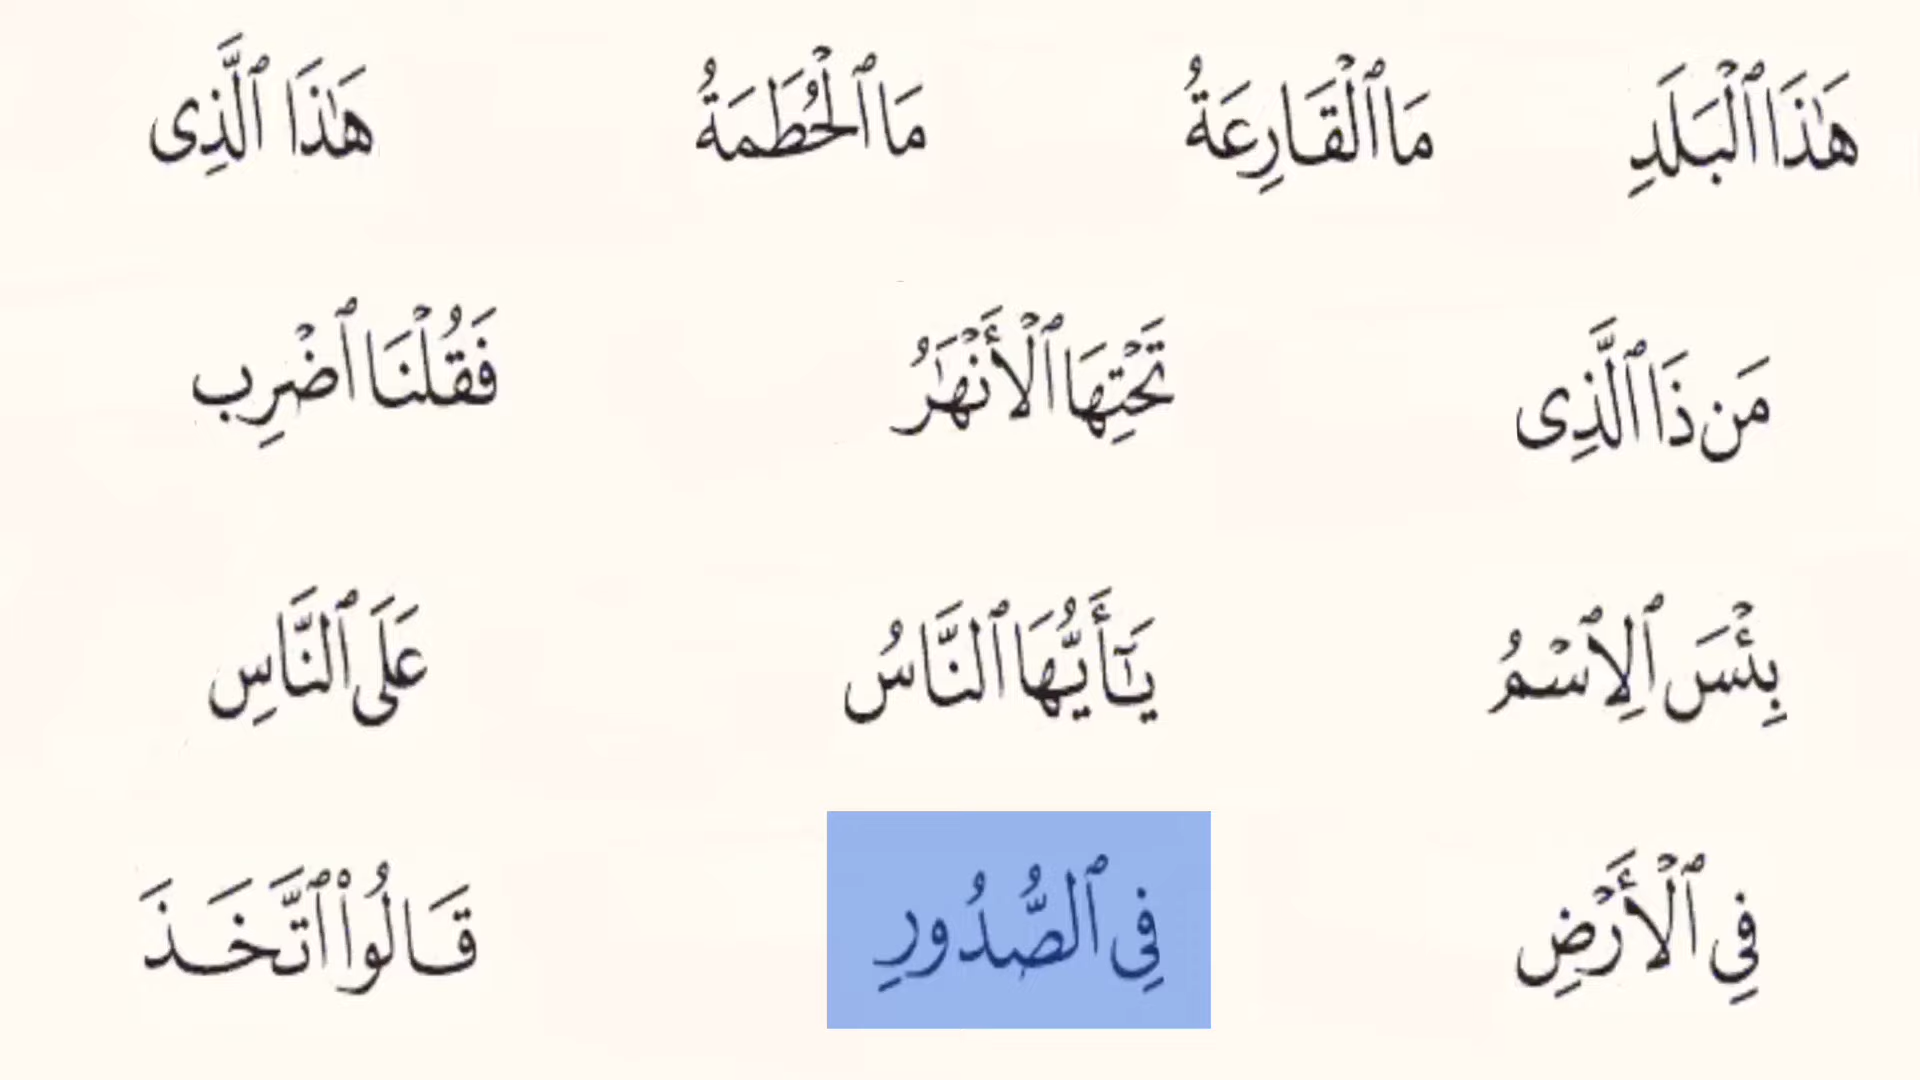 هَٰذَا ٱلۡبَلَدِ مَا ٱلۡقَارِعَةُ مَا ٱلۡحُطَمَةُ هَٰذَا ٱلَّذِى
مَن ذَا ٱلَّذِى تَحۡتِهَا ٱلۡأَنۡهَٰرُ فَقُلۡنَا ٱضۡرِب
بِئۡسَ ٱلِٱسۡمُ يَٰٓأَيُّهَا ٱلنَّاسُ عَلَى ٱلنَّاسِ
فِى ٱلۡأَرۡضِ فِى ٱلصُّدُورِ قَالُواْ ٱتَّخَذَ